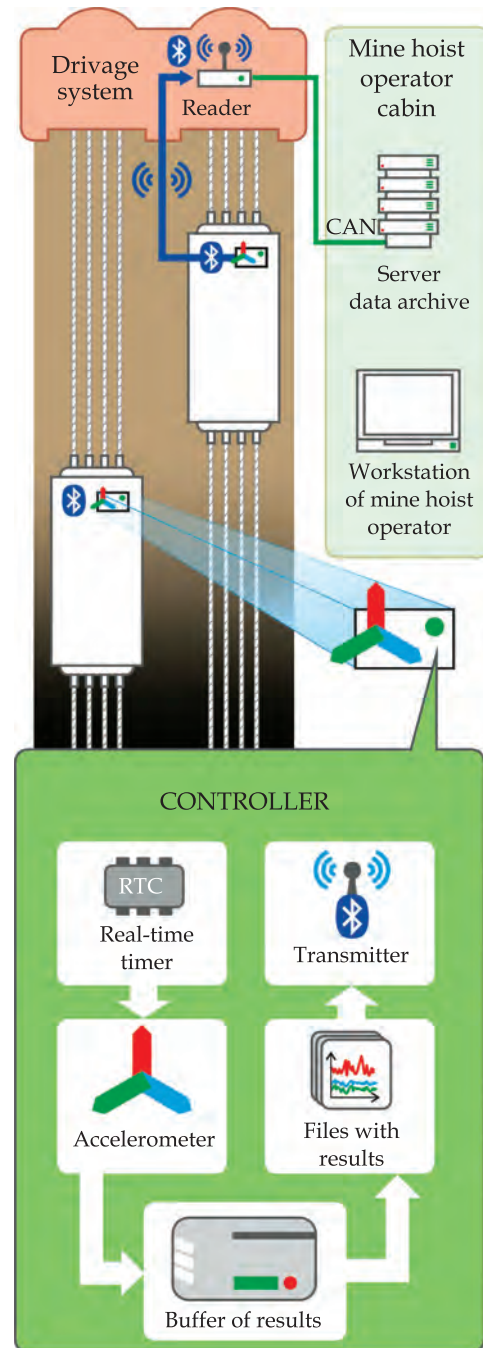 Drivage
system
Reader
Mine hoist
operator
cabin
CAN
Server
data archive
Workstation
of mine hoist
operator
CONTROLLER
RTC
Real-time
timer
Transmitter
Accelerometer
Files with
results
Buffer of results